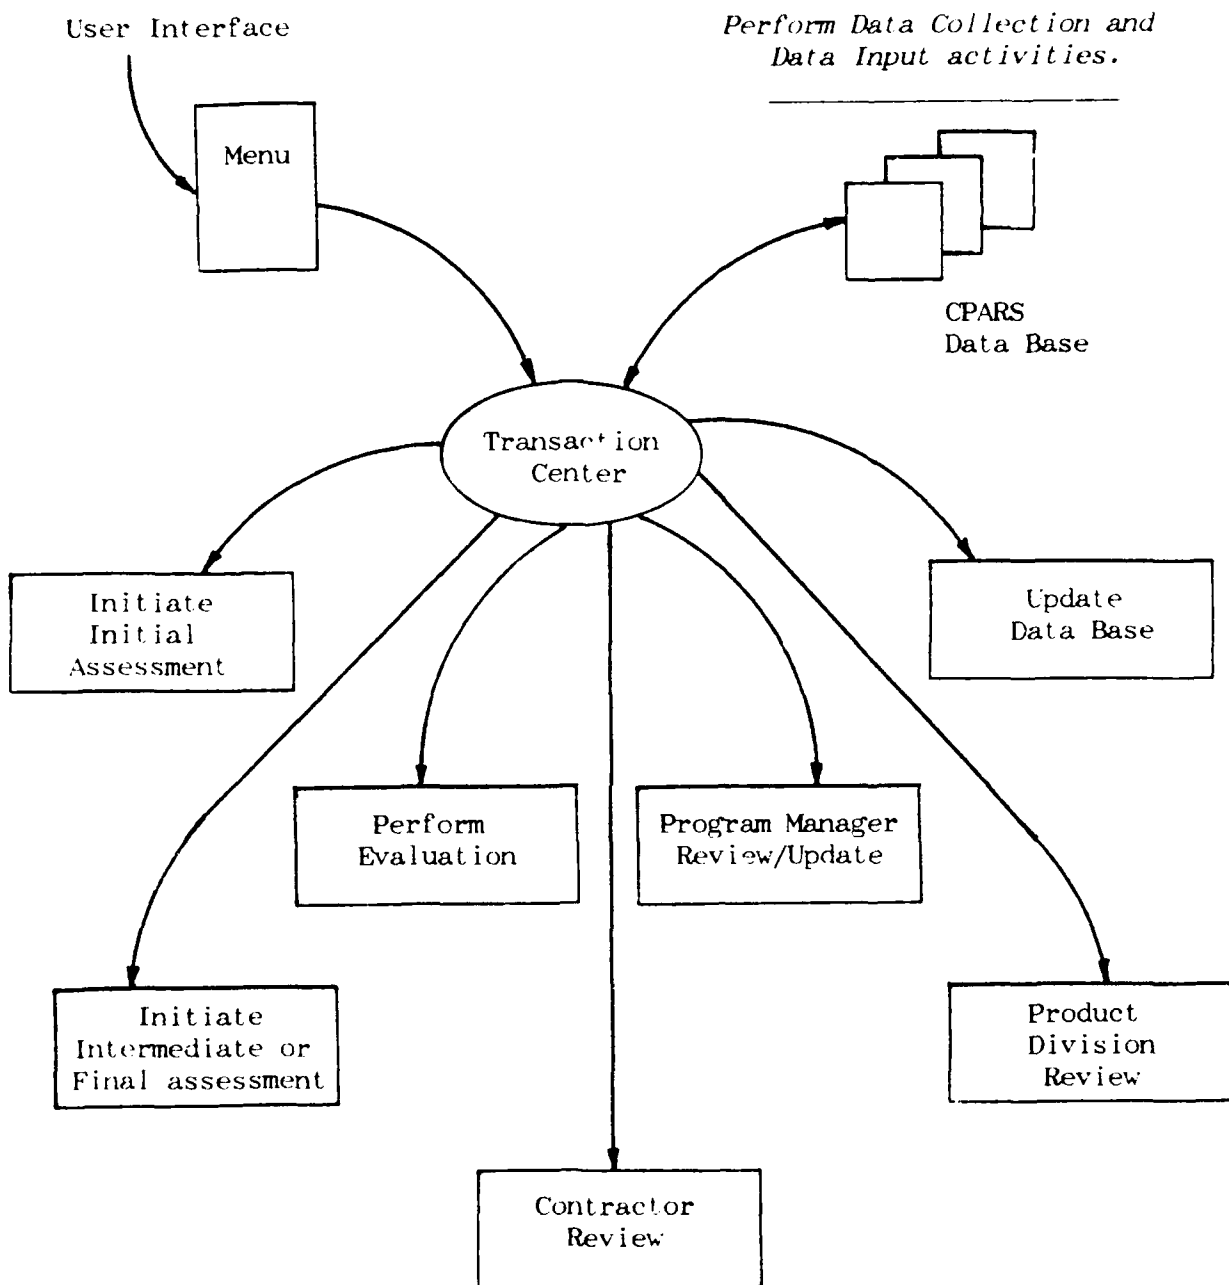 User Interface
Perform Data Collection and
Data Input activities.
Menu
CPARS
Data Base
Transaction
Center
Initiate
Initial
Assessment
Update
Data Base
Perform
Evaluation
Program Manager
Review/Update
Initiate
Intermediate or
Final assessment
Product
Division
Review
Contractor
Review